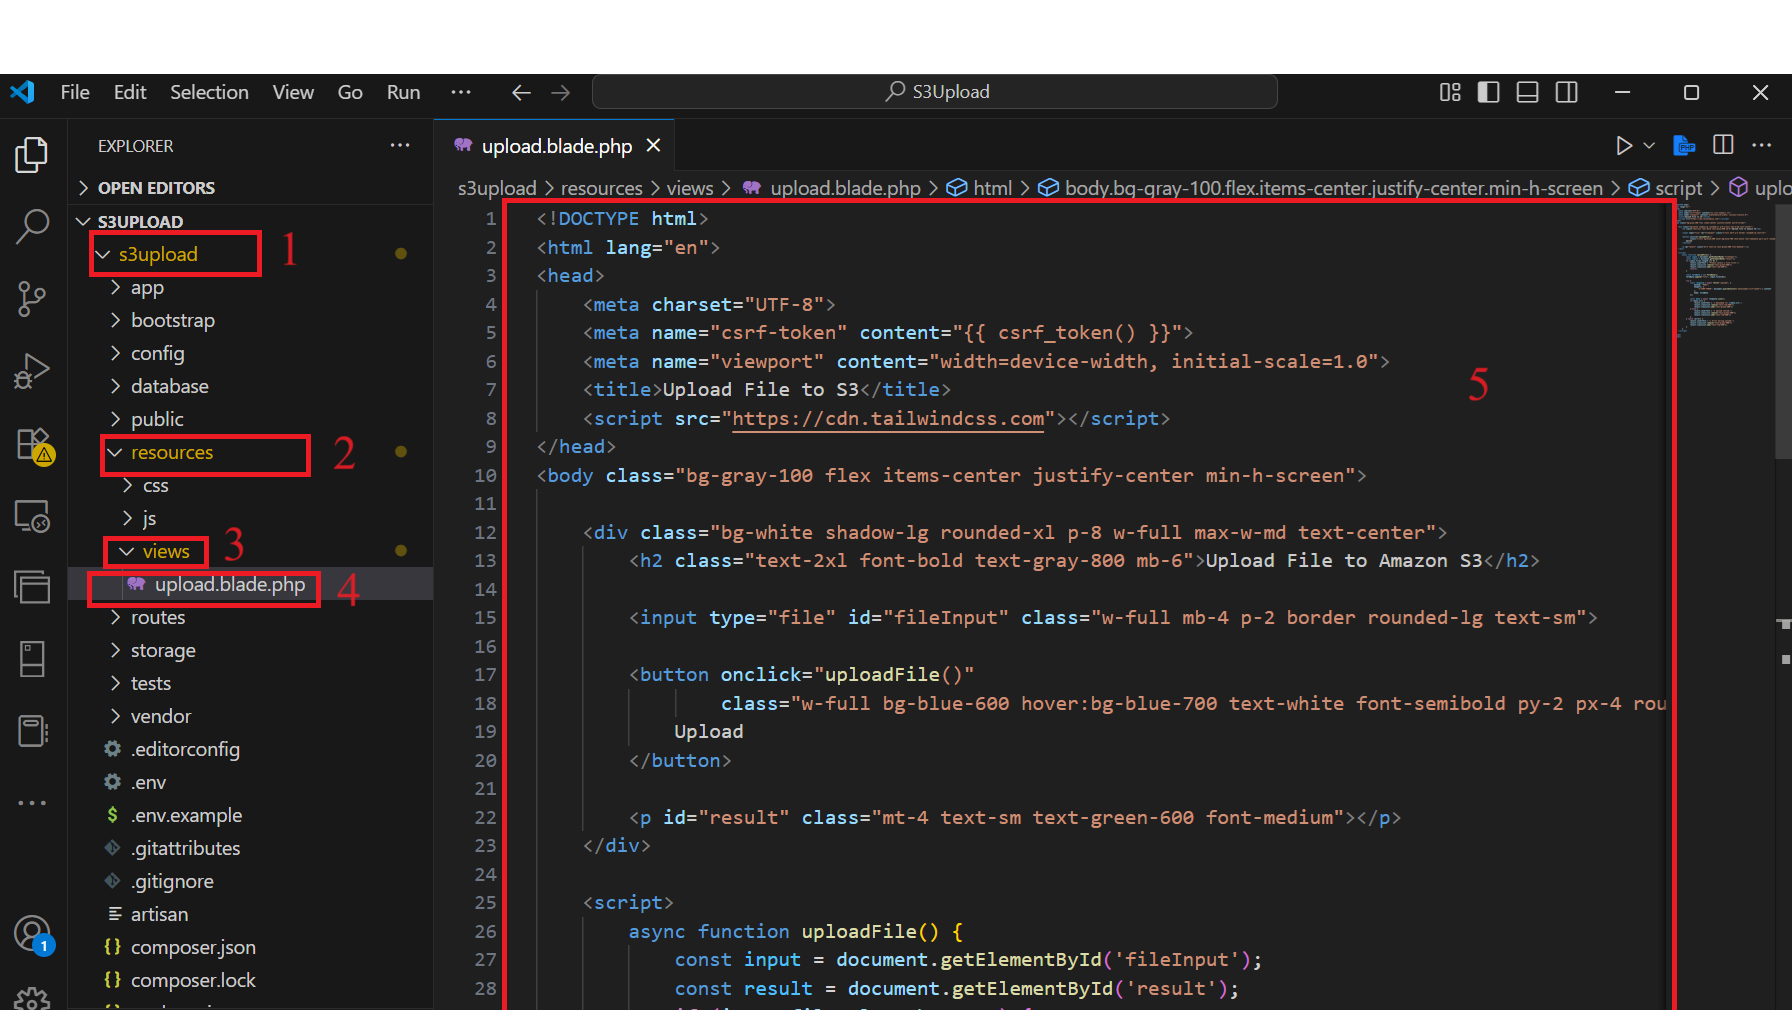 File Edit Selection View Go Run ···
S3Upload
EXPLORER
OPEN EDITORS
S3UPLOAD
s3upload 1
app
bootstrap
config
database
public
resources 2
css
js
views 3
upload.blade.php 4
routes
storage
tests
vendor
.editorconfig
.env
$ .env.example
.gitattributes
.gitignore
artisan
{} composer.json
{} composer.lock
1
upload.blade.php
PHP
s3upload > resources > views > upload.blade.php > html > body.bg-gray-100.flex.items-center.justify-center.min-h-screen > script > uplo
1 <!DOCTYPE html>
2 <html lang="en">
3 <head>
4 <meta charset="UTF-8">
5 <meta name="csrf-token" content="{{ csrf_token() }}">
6 <meta name="viewport" content="width=device-width, initial-scale=1.0">
7 <title>Upload File to S3</title>
8 <script src="https://cdn.tailwindcss.com"></script>
9 </head>
10 <body class="bg-gray-100 flex items-center justify-center min-h-screen">
11
12 <div class="bg-white shadow-lg rounded-xl p-8 w-full max-w-md text-center">
13 <h2 class="text-2xl font-bold text-gray-800 mb-6">Upload File to Amazon S3</h2>
14
15 <input type="file" id="fileInput" class="w-full mb-4 p-2 border rounded-lg text-sm">
16
17 <button onclick="uploadFile()"
18 class="w-full bg-blue-600 hover:bg-blue-700 text-white font-semibold py-2 px-4 rou
19 Upload
20 </button>
21
22 <p id="result" class="mt-4 text-sm text-green-600 font-medium"></p>
23 </div>
24
25 <script>
26 async function uploadFile() {
27 const input = document.getElementById('fileInput');
28 const result = document.getElementById('result');
5